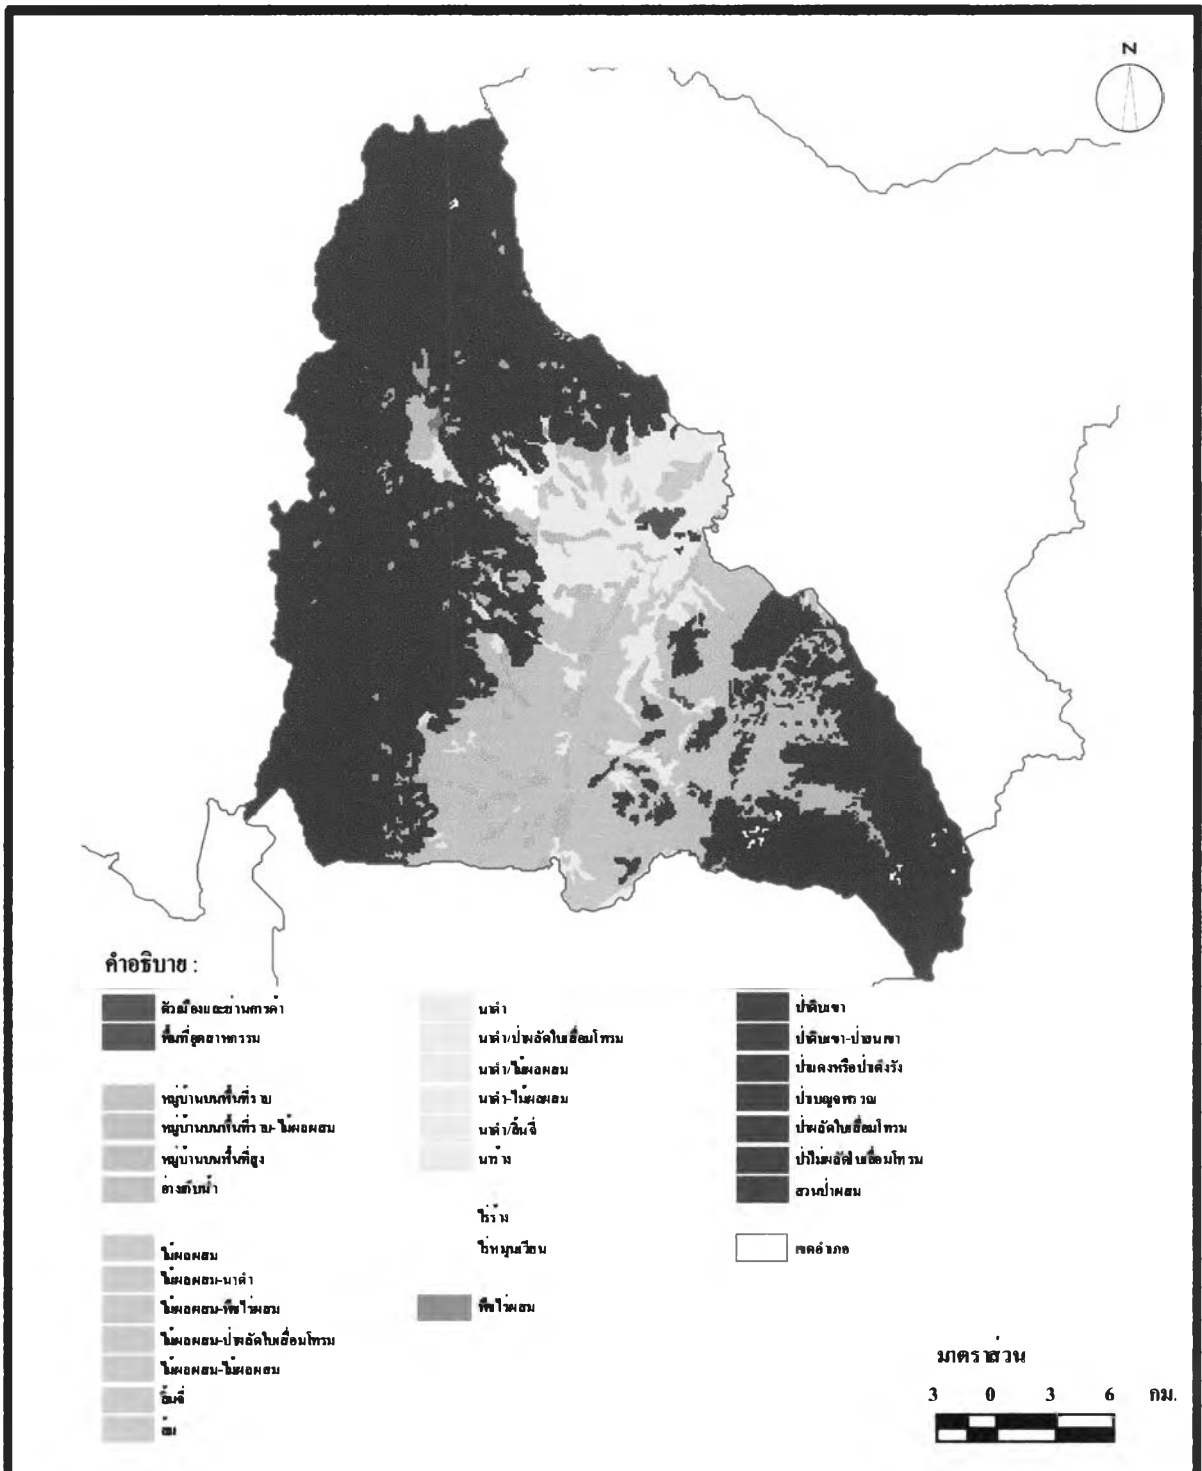 N
คำอธิบาย :
ตัวเมืองและย่านการค้า
พื้นที่อุตสาหกรรม
หมู่บ้านบนพื้นที่ราบ
หมู่บ้านบนพื้นที่ราบ-ไม้ผลผสม
หมู่บ้านบนพื้นที่สูง
อ่างเก็บน้ำ
ไม้ผลผสม
ไม้ผลผสม-นาดำ
ไม้ผลผสม-พืชไร่ผสม
ไม้ผลผสม-ป่าผลัดใบเสื่อมโทรม
ไม้ผลผสม-ไม้ผลผสม
ลิ้นจี่
ส้ม
นาดำ
นาดำ/ป่าผลัดใบเสื่อมโทรม
นาดำ/ไม้ผลผสม
นาดำ-ไม้ผลผสม
นาดำ/ลิ้นจี่
นาร้าง
ไร่ร้าง
ไร่หมุนเวียน
พืชไร่ผสม
ป่าดิบเขา
ป่าดิบเขา-ป่าสนเขา
ป่าแดงหรือป่าเต็งรัง
ป่าเบญจพรรณ
ป่าผลัดใบเสื่อมโทรม
ป่าไม่ผลัดใบเสื่อมโทรม
สวนป่าผสม
เขตอำเภอ
มาตราส่วน
3 0 3 6 กม.